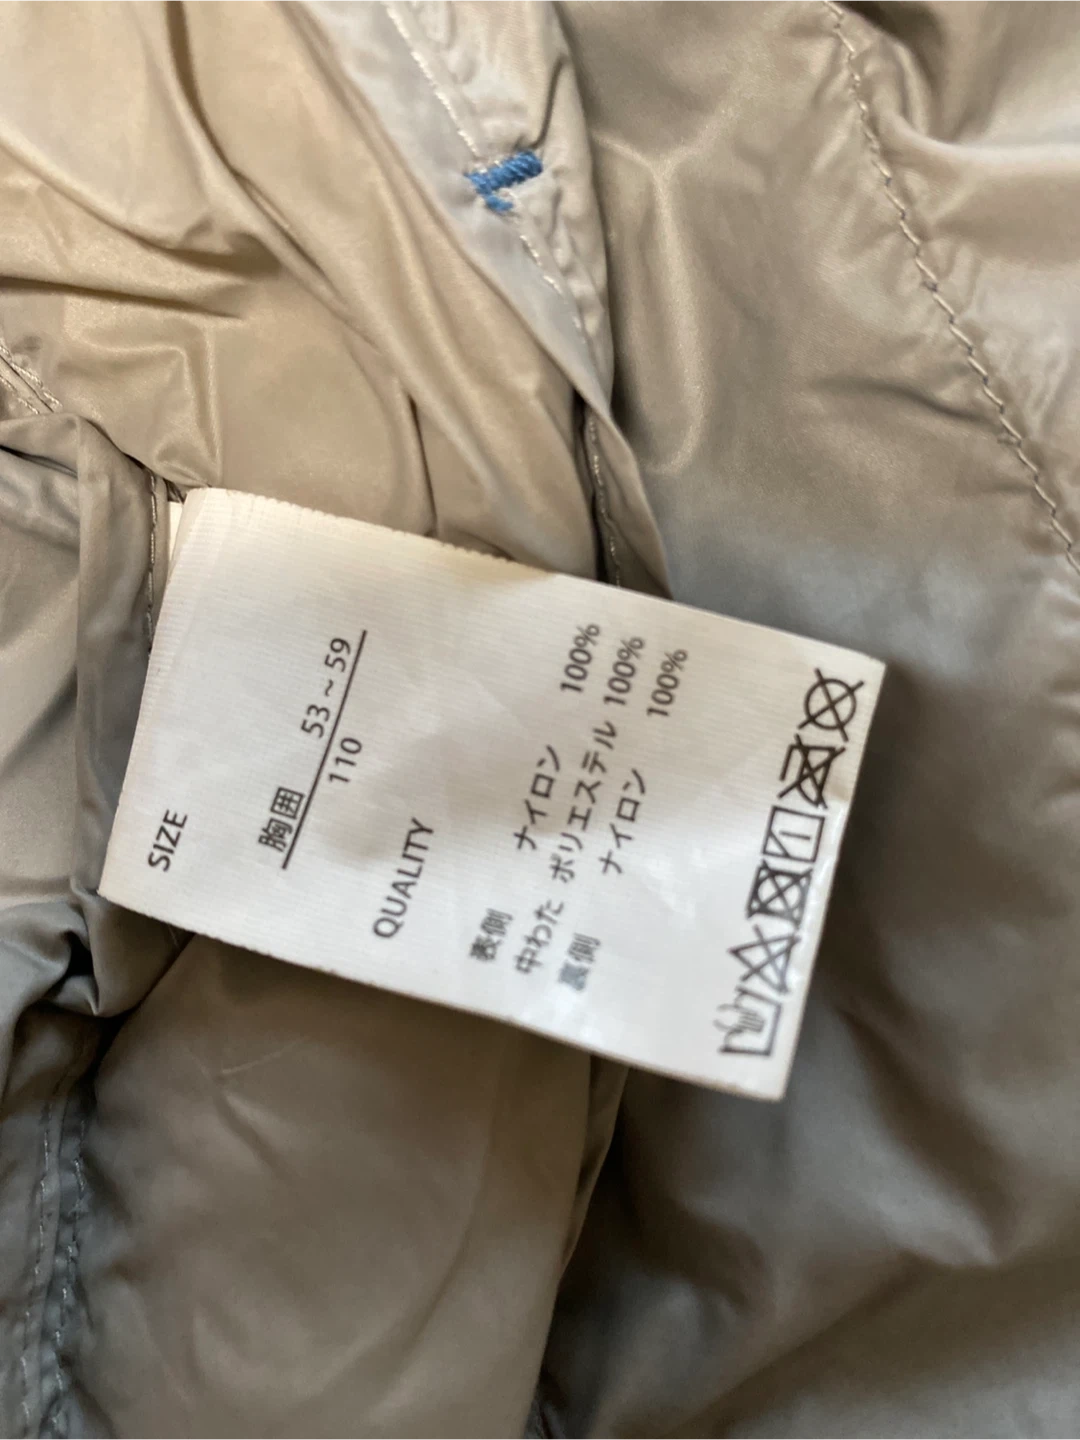 SIZE
胸囲 53~59
110
QUALITY
表側 ナイロン 100%
中わた ポリエステル 100%
裏側 ナイロン 100%